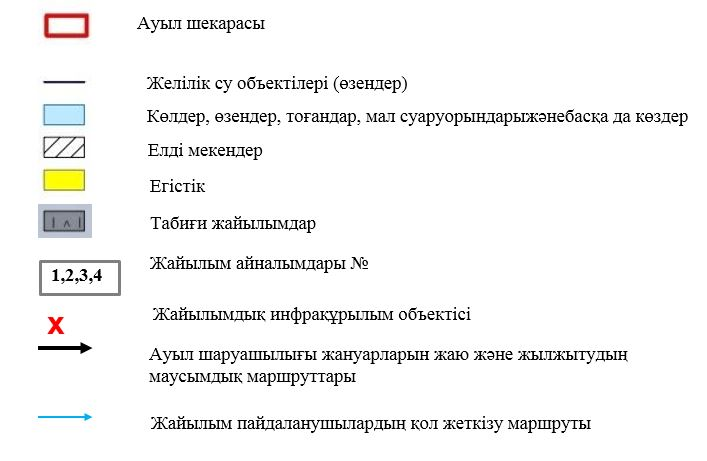 Ауыл шекарасы
Желілік су объектілері (өзендер)
Көлдер, өзендер, тоғандар, мал суаруорындарыжәнебасқа да көздер
Елді мекендер
Егістік
Табиғи жайылымдар
1,2,3,4 Жайылым айналымдары №
X Жайылымдық инфрақұрылым объектісі
Ауыл шаруашылығы жануарларын жаю және жылжытудың
маусымдық маршруттары
Жайылым пайдаланушылардың қол жеткізу маршруты